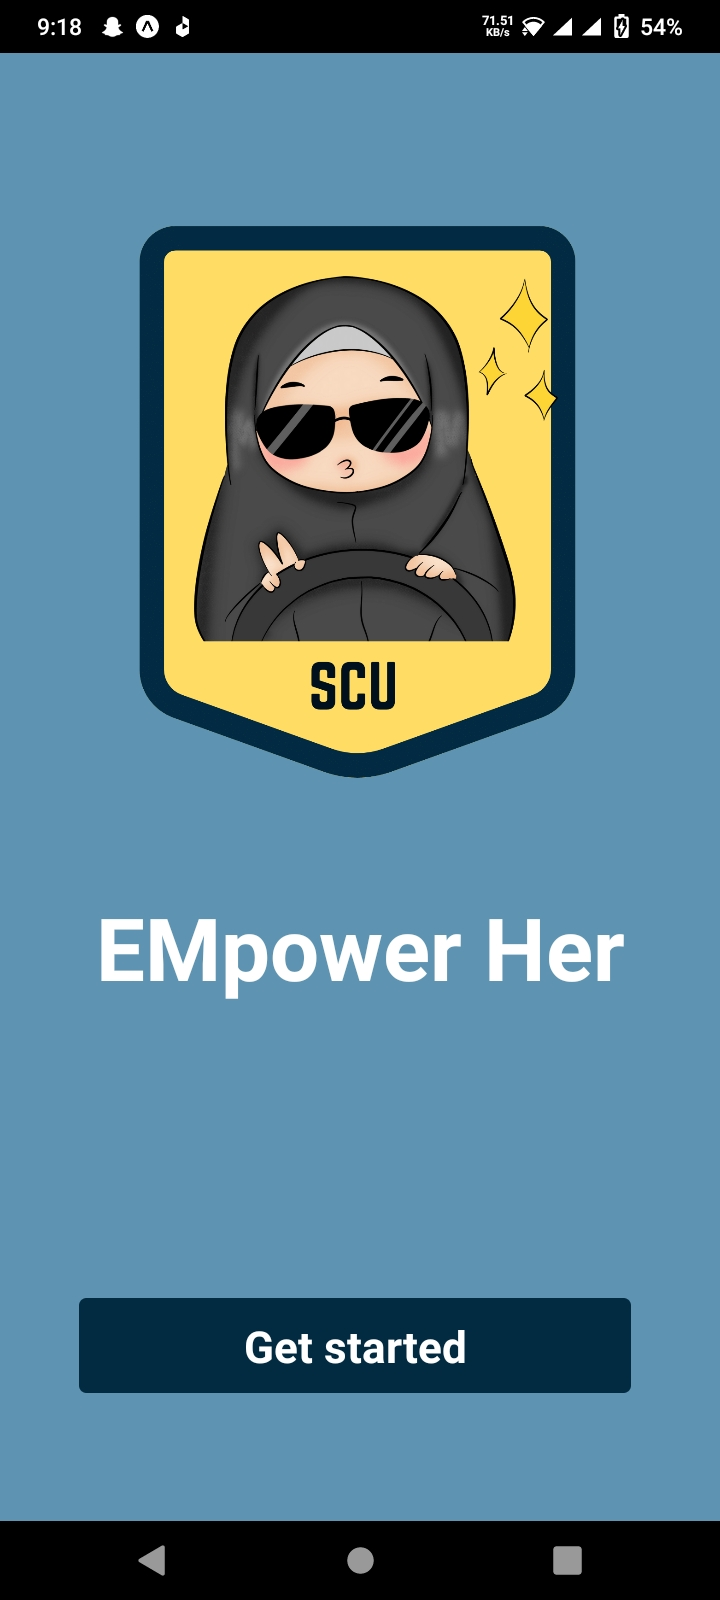 9:18
71.51
KB/s
54%
SCU
EMpower Her
Get started